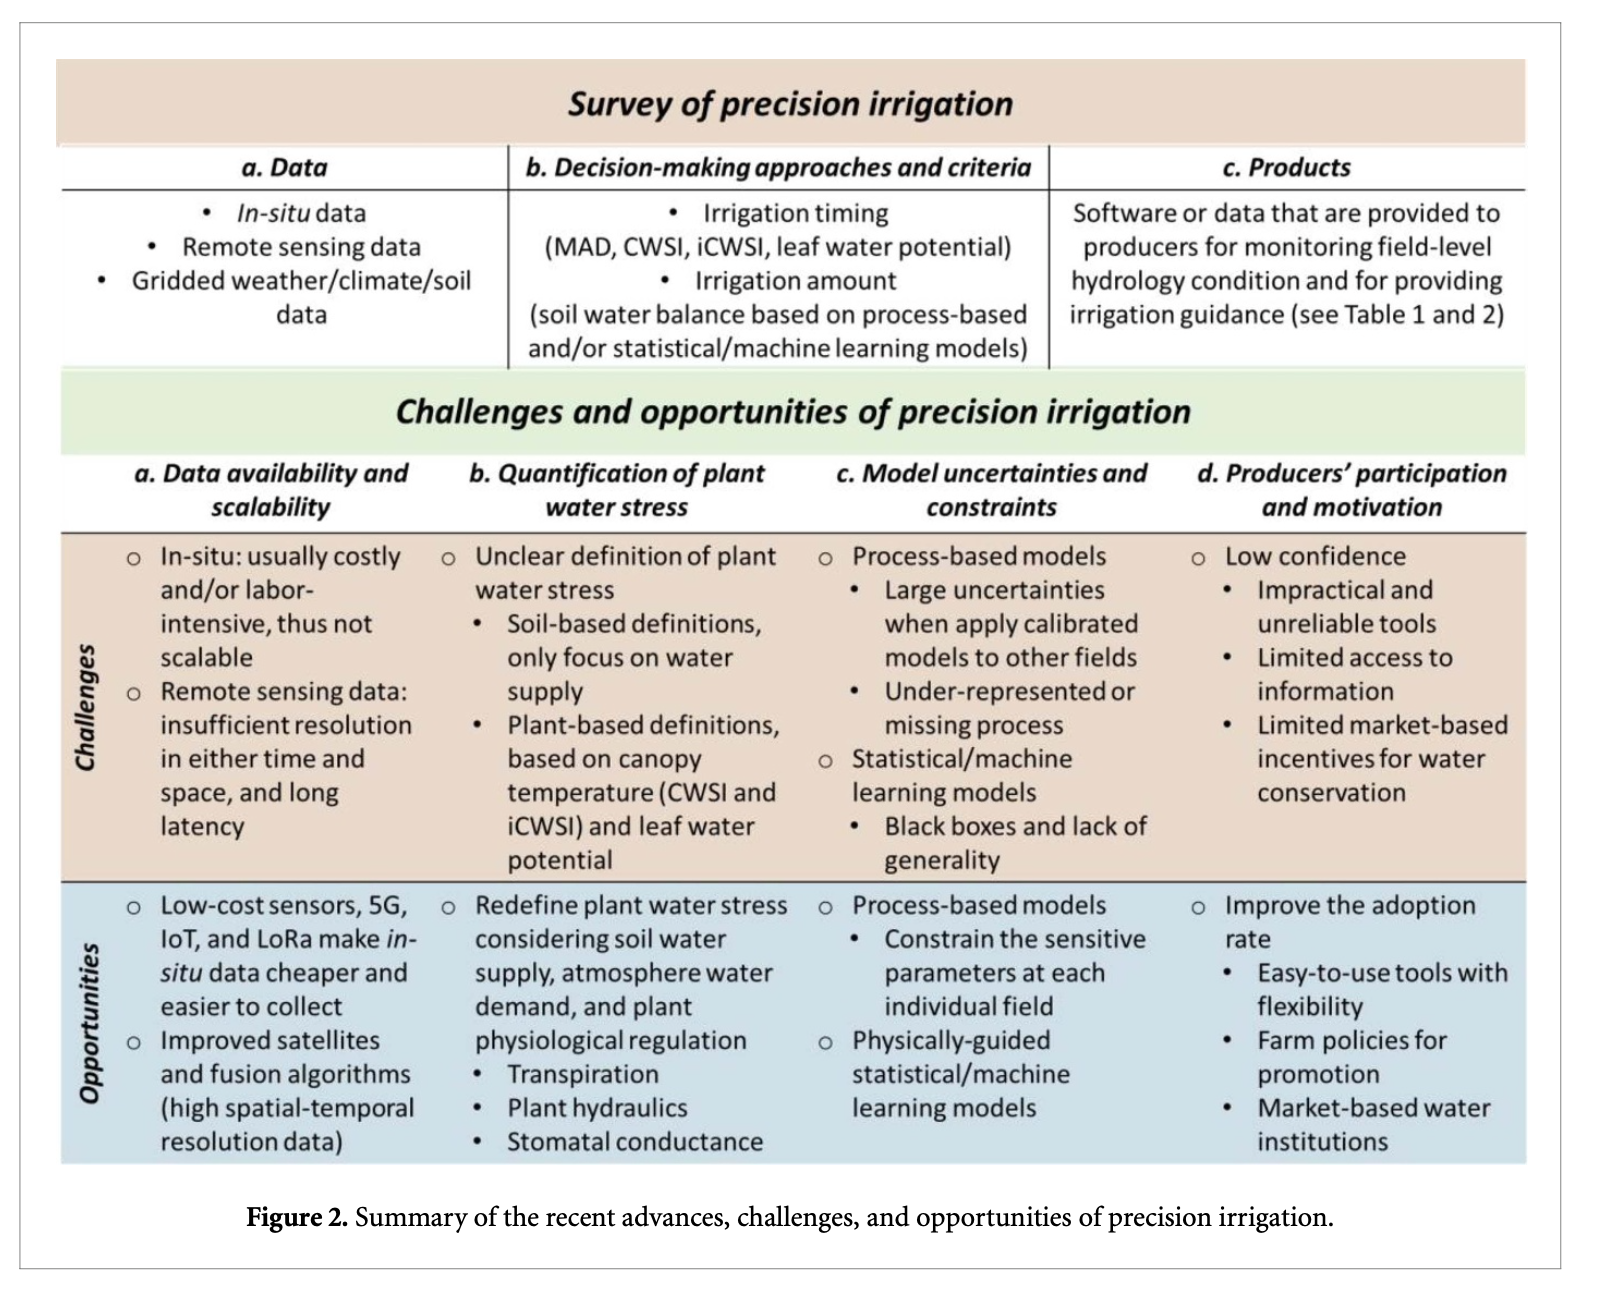 Survey of precision irrigation
a. Data
• In-situ data
• Remote sensing data
• Gridded weather/climate/soil
data
b. Decision-making approaches and criteria
• Irrigation timing
(MAD, CWSI, iCWSI, leaf water potential)
• Irrigation amount
(soil water balance based on process-based
and/or statistical/machine learning models)
c. Products
Software or data that are provided to
producers for monitoring field-level
hydrology condition and for providing
irrigation guidance (see Table 1 and 2)
Challenges and opportunities of precision irrigation
a. Data availability and
scalability
b. Quantification of plant
water stress
c. Model uncertainties and
constraints
d. Producers’ participation
and motivation
Challenges
o In-situ: usually costly
and/or labor-
intensive, thus not
scalable
o Remote sensing data:
insufficient resolution
in either time and
space, and long
latency
o Unclear definition of plant
water stress
• Soil-based definitions,
only focus on water
supply
• Plant-based definitions,
based on canopy
temperature (CWSI and
iCWSI) and leaf water
potential
o Process-based models
• Large uncertainties
when apply calibrated
models to other fields
• Under-represented or
missing process
o Statistical/machine
learning models
• Black boxes and lack of
generality
o Low confidence
• Impractical and
unreliable tools
• Limited access to
information
• Limited market-based
incentives for water
conservation
Opportunities
o Low-cost sensors, 5G,
IoT, and LoRa make in-
situ data cheaper and
easier to collect
o Improved satellites
and fusion algorithms
(high spatial-temporal
resolution data)
o Redefine plant water stress
considering soil water
supply, atmosphere water
demand, and plant
physiological regulation
• Transpiration
• Plant hydraulics
• Stomatal conductance
o Process-based models
• Constrain the sensitive
parameters at each
individual field
o Physically-guided
statistical/machine
learning models
o Improve the adoption
rate
• Easy-to-use tools with
flexibility
• Farm policies for
promotion
• Market-based water
institutions
Figure 2. Summary of the recent advances, challenges, and opportunities of precision irrigation.